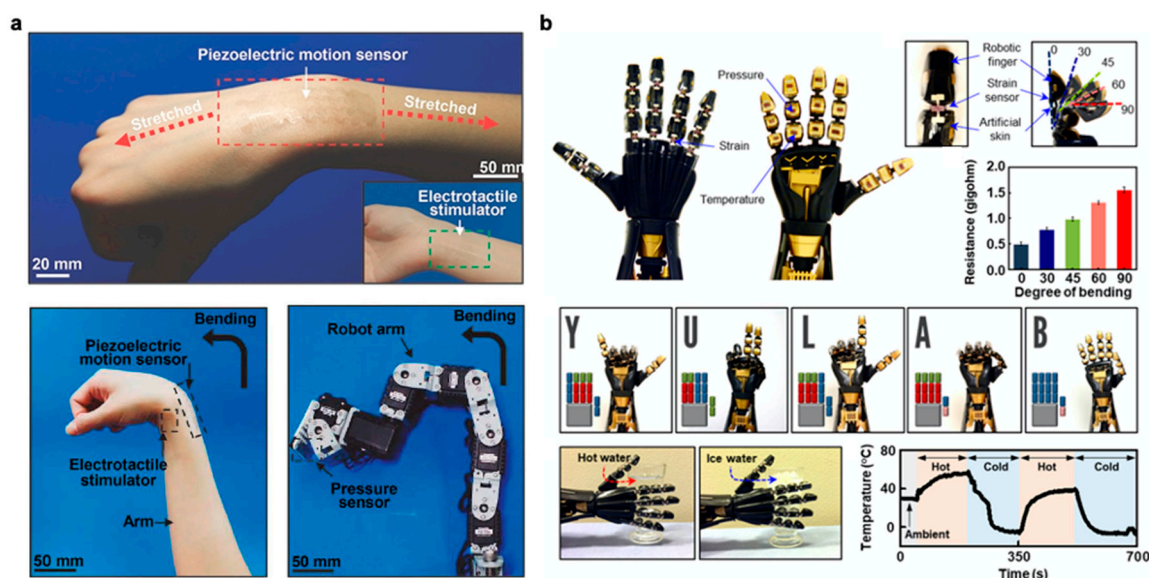 a
Piezoelectric motion sensor
Stretched
Stretched
50 mm
Electrotactile
stimulator
20 mm
Bending
Piezoelectric
motion sensor
Electrotactile
stimulator
Arm
50 mm
Bending
Robot arm
Pressure
sensor
50 mm
b
Pressure
Strain
Temperature
Robotic
finger
Strain
sensor
Artificial
skin
0
30
45
60
90
Resistance (gigohm)
2.0
1.5
1.0
0.5
0.0
0 30 45 60 90
Degree of bending
Y
U
L
A
B
Hot water
Ice water
Temperature (°C)
80
40
0
Hot
Cold
Hot
Cold
Ambient
0 350 700
Time (s)